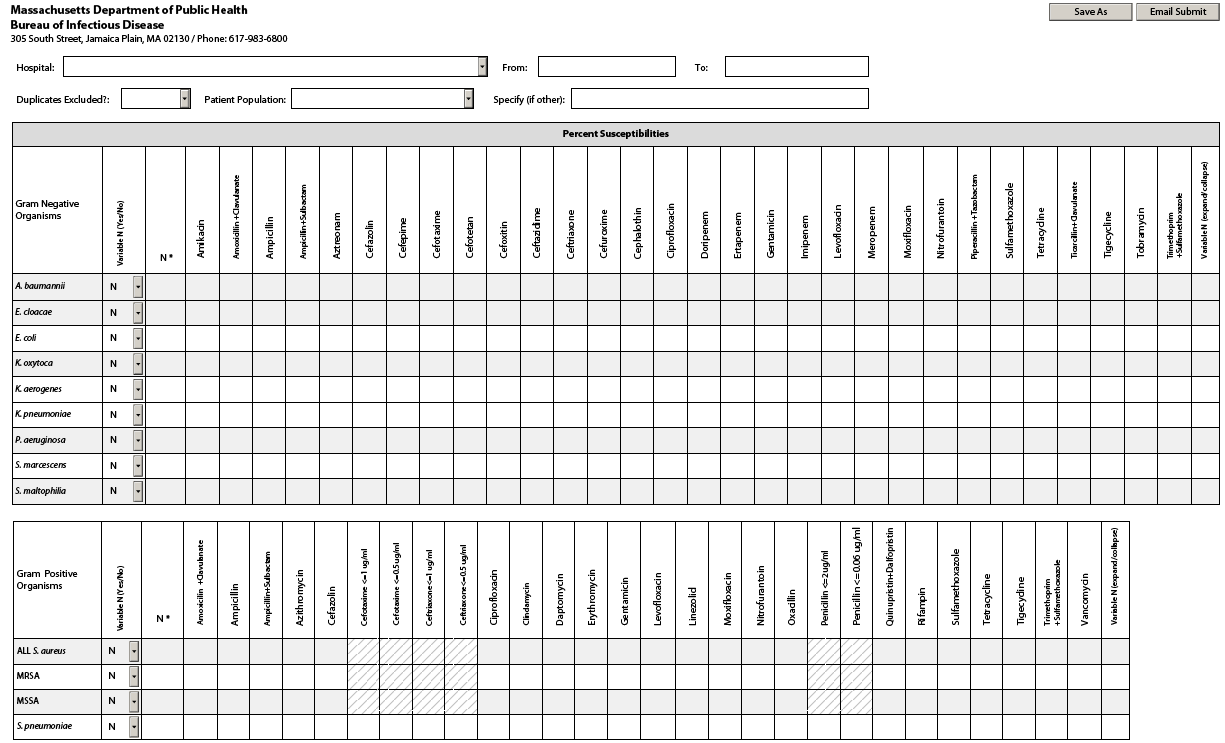 Massachusetts Department of Public Health
Bureau of Infectious Disease
305 South Street, Jamaica Plain, MA 02130 / Phone: 617-983-6800
Save As
Email Submit
Hospital:
From:
To:
Duplicates Excluded?:
Patient Population:
Specify (if other):
Percent Susceptibilities
Gram Negative
Organisms
Variable N (Yes/No)
N *
Amikacin
Amoxicillin+Clavulanate
Ampicillin
Ampicillin+Sulbactam
Aztreonam
Cefazolin
Cefepime
Cefotaxime
Cefotetan
Cefoxitin
Ceftazidime
Ceftriaxone
Cefuroxime
Cephalothin
Ciprofloxacin
Doripenem
Ertapenem
Gentamicin
Imipenem
Levofloxacin
Meropenem
Moxifloxacin
Nitrofurantoin
Piperacillin+Tazobactam
Sulfamethoxazole
Tetracycline
Ticarcillin+Clavulanate
Tigecycline
Tobramycin
Trimethoprim
+Sulfamethoxazole
Variable N (expand/collapse)
A. baumannii N
E. cloacae N
E. coli N
K. oxytoca N
K. aerogenes N
K. pneumoniae N
P. aeruginosa N
S. marcescens N
S. maltophilia N
Gram Positive
Organisms
Variable N (Yes/No)
N *
Amoxicillin +Clavulanate
Ampicillin
Ampicillin+Sulbactam
Azithromycin
Cefazolin
Cefotaxime <=1 ug/ml
Cefotaxime <=0.5 ug/ml
Ceftriaxone <=1 ug/ml
Ceftriaxone <=0.5 ug/ml
Ciprofloxacin
Clindamycin
Daptomycin
Erythromycin
Gentamicin
Levofloxacin
Linezolid
Moxifloxacin
Nitrofurantoin
Oxacillin
Penicillin <=2 ug/ml
Penicillin <=0.06 ug/ml
Quinupristin+Dalfopristin
Rifampin
Sulfamethoxazole
Tetracycline
Tigecycline
Trimethoprim
+Sulfamethoxazole
Vancomycin
Variable N (expand/collapse)
ALL S. aureus N
MRSA N
MSSA N
S. pneumoniae N